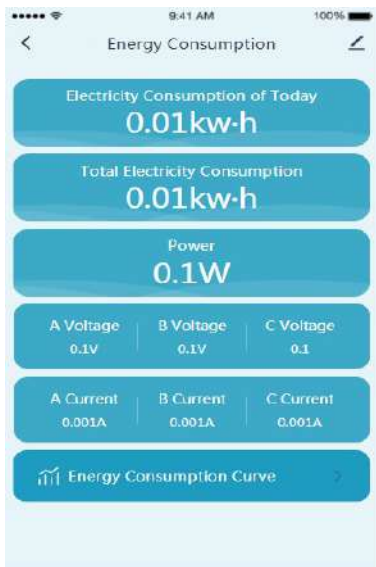 9:41 AM 100%
Energy Consumption
Electricity Consumption of Today
0.01kw·h
Total Electricity Consumption
0.01kw·h
Power
0.1W
A Voltage B Voltage C Voltage
0.1V 0.1V 0.1
A Current B Current C Current
0.001A 0.001A 0.001A
Energy Consumption Curve